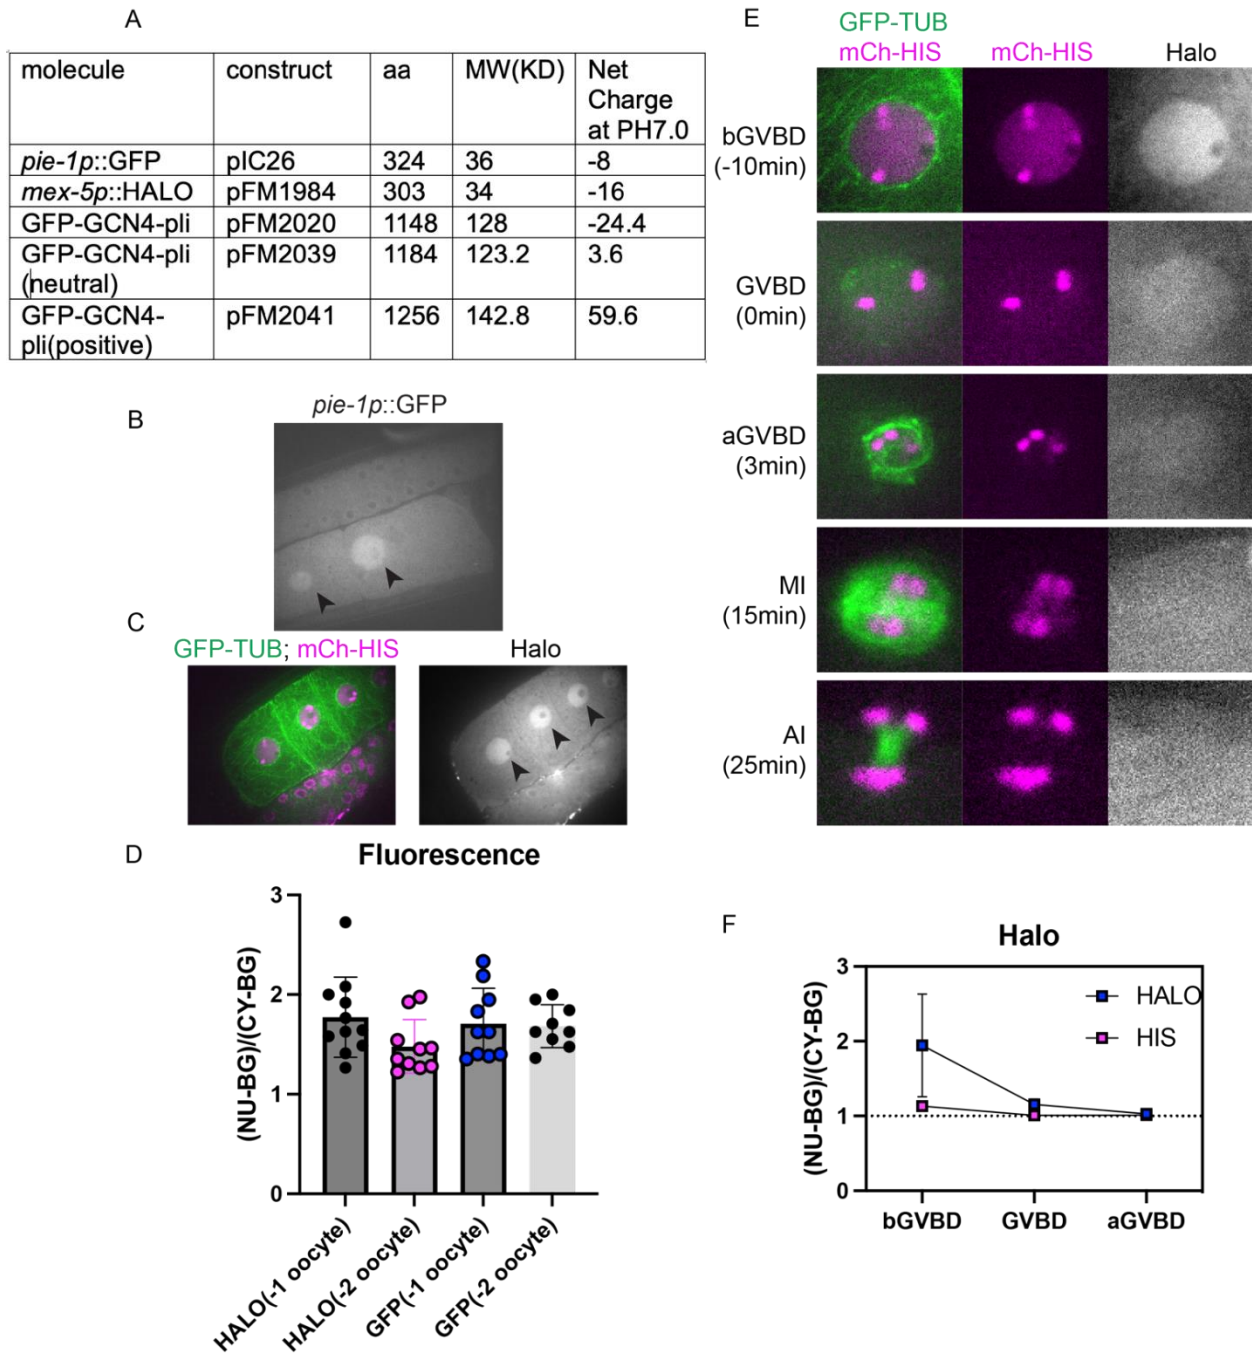 A
molecule construct aa MW(KD) Net Charge at PH7.0
pie-1p::GFP pIC26 324 36 -8
mex-5p::HALO pFM1984 303 34 -16
GFP-GCN4-pli pFM2020 1148 128 -24.4
GFP-GCN4-pli (neutral) pFM2039 1184 123.2 3.6
GFP-GCN4-pli(positive) pFM2041 1256 142.8 59.6
B
pie-1p::GFP
C
GFP-TUB; mCh-HIS
Halo
D
Fluorescence
(NU-BG)/(CY-BG)
3
2
1
0
HALO(-1 oocyte)
HALO(-2 oocyte)
GFP(-1 oocyte)
GFP(-2 oocyte)
E
GFP-TUB
mCh-HIS mCh-HIS Halo
bGVBD
(-10min)
GVBD
(0min)
aGVBD
(3min)
MI
(15min)
AI
(25min)
F
Halo
(NU-BG)/(CY-BG)
3
2
1
0
HALO
HIS
bGVBD GVBD aGVBD